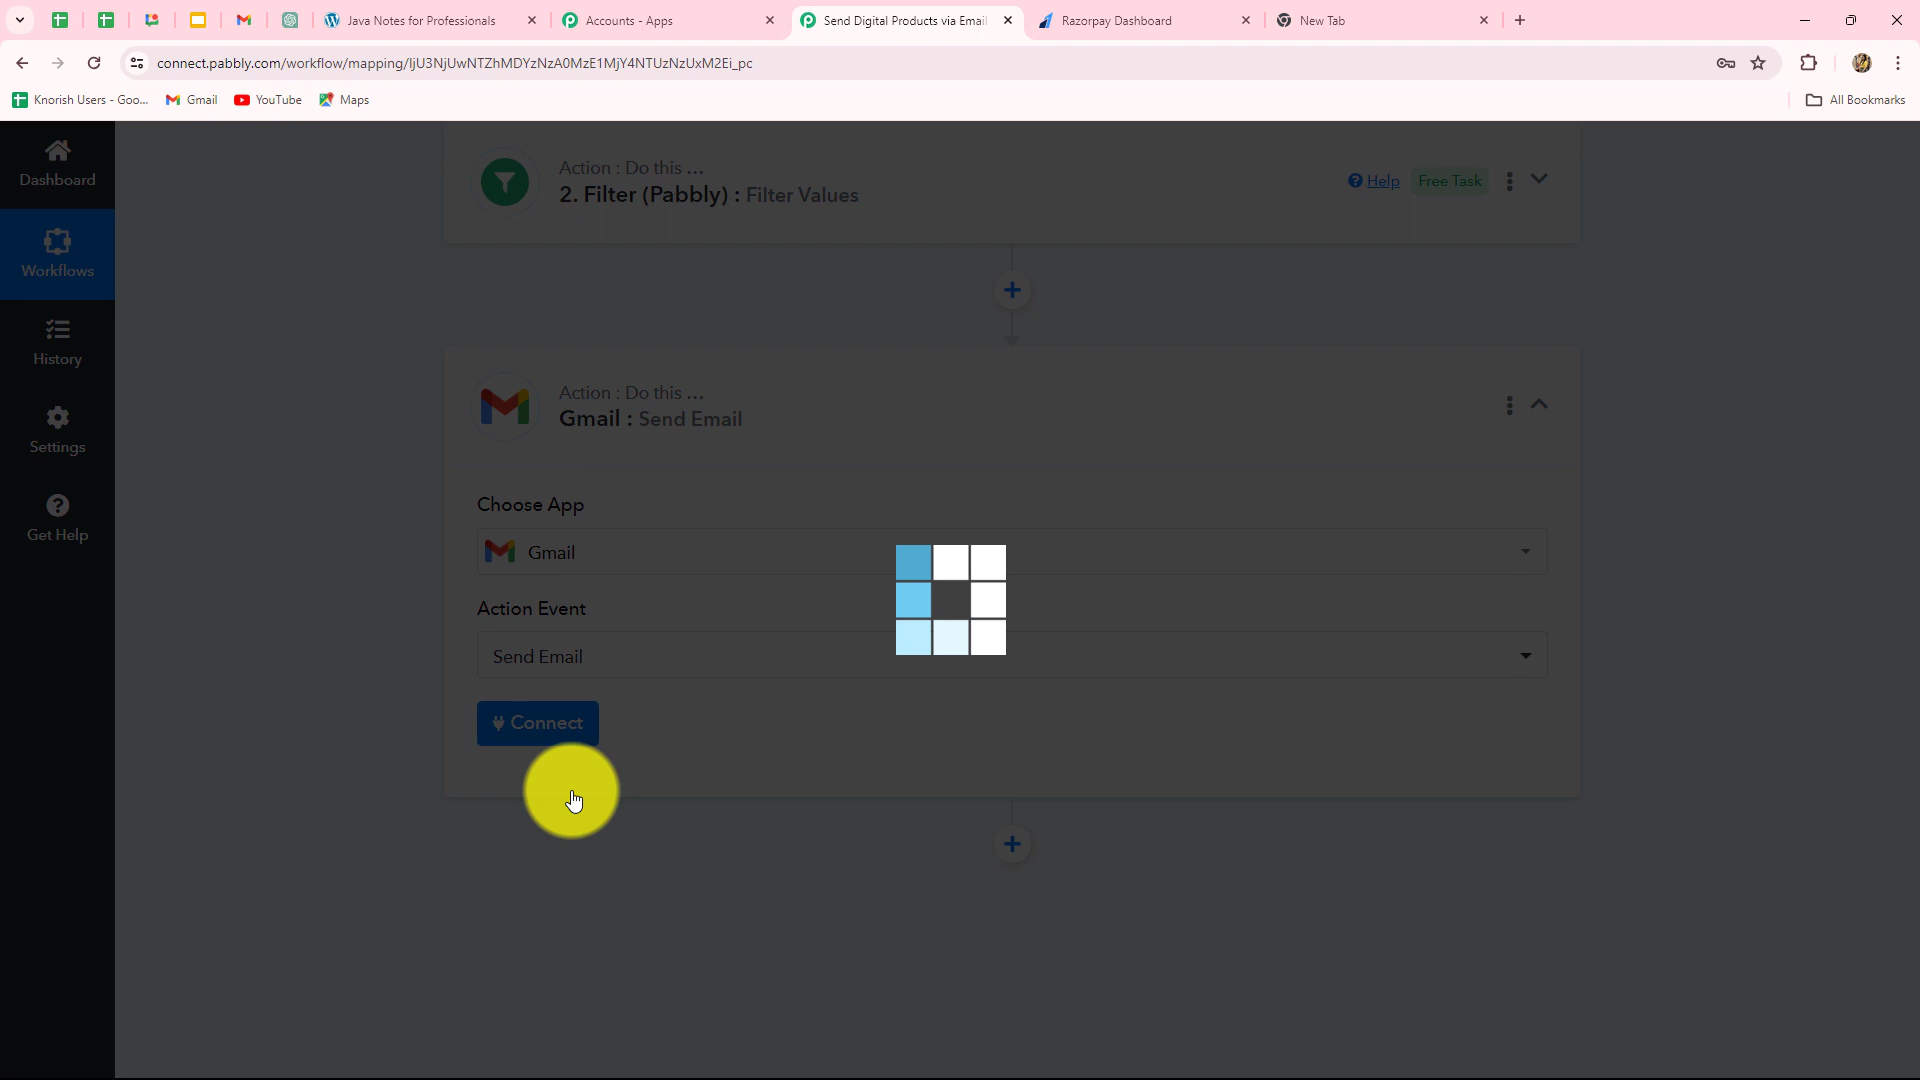 Java Notes for Professionals
Accounts - Apps
Send Digital Products via Email
Razorpay Dashboard
New Tab
connect.pabbly.com/workflow/mapping/IjU3NjUwNTZhMDYzNzA0MzE1MjY4NTUzNzUxM2Ei_pc
Knorish Users - Goo...
Gmail
YouTube
Maps
All Bookmarks
Dashboard
Workflows
History
Settings
Get Help
Action : Do this ...
2. Filter (Pabbly) : Filter Values
Help
Free Task
Action : Do this ...
Gmail : Send Email
Choose App
Gmail
Action Event
Send Email
Connect